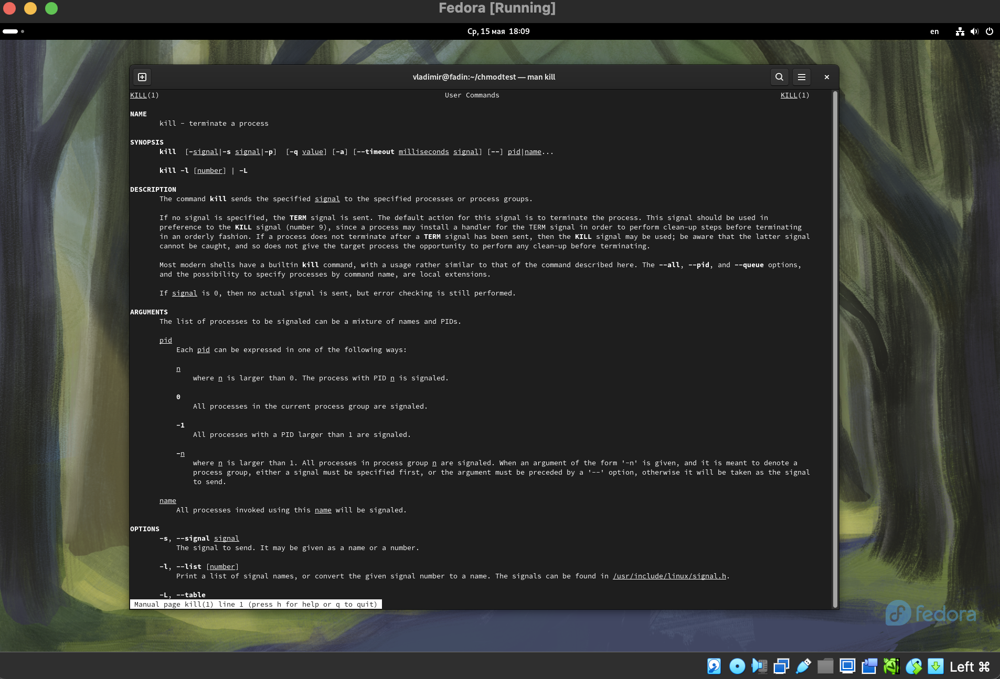 Fedora [Running]
Ср, 15 мая 18:09
en
vladimir@fadin:~/chmodtest — man kill
KILL(1) User Commands KILL(1)
NAME
kill - terminate a process
SYNOPSIS
kill [-signal|-s signal|-p] [-q value] [-a] [--timeout milliseconds signal] [--] pid|name...
kill -l [number] | -L
DESCRIPTION
The command kill sends the specified signal to the specified processes or process groups.
If no signal is specified, the TERM signal is sent. The default action for this signal is to terminate the process. This signal should be used in
preference to the KILL signal (number 9), since a process may install a handler for the TERM signal in order to perform clean-up steps before terminating
in an orderly fashion. If a process does not terminate after a TERM signal has been sent, then the KILL signal may be used; be aware that the latter signal
cannot be caught, and so does not give the target process the opportunity to perform any clean-up before terminating.
Most modern shells have a builtin kill command, with a usage rather similar to that of the command described here. The --all, --pid, and --queue options,
and the possibility to specify processes by command name, are local extensions.
If signal is 0, then no actual signal is sent, but error checking is still performed.
ARGUMENTS
The list of processes to be signaled can be a mixture of names and PIDs.
pid
Each pid can be expressed in one of the following ways:
n
where n is larger than 0. The process with PID n is signaled.
0
All processes in the current process group are signaled.
-1
All processes with a PID larger than 1 are signaled.
-n
where n is larger than 1. All processes in process group n are signaled. When an argument of the form '-n' is given, and it is meant to denote a
process group, either a signal must be specified first, or the argument must be preceded by a '--' option, otherwise it will be taken as the signal
to send.
name
All processes invoked using this name will be signaled.
OPTIONS
-s, --signal signal
The signal to send. It may be given as a name or a number.
-l, --list [number]
Print a list of signal names, or convert the given signal number to a name. The signals can be found in /usr/include/linux/signal.h.
-L, --table
Manual page kill(1) line 1 (press h for help or q to quit)
fedora
Left ⌘